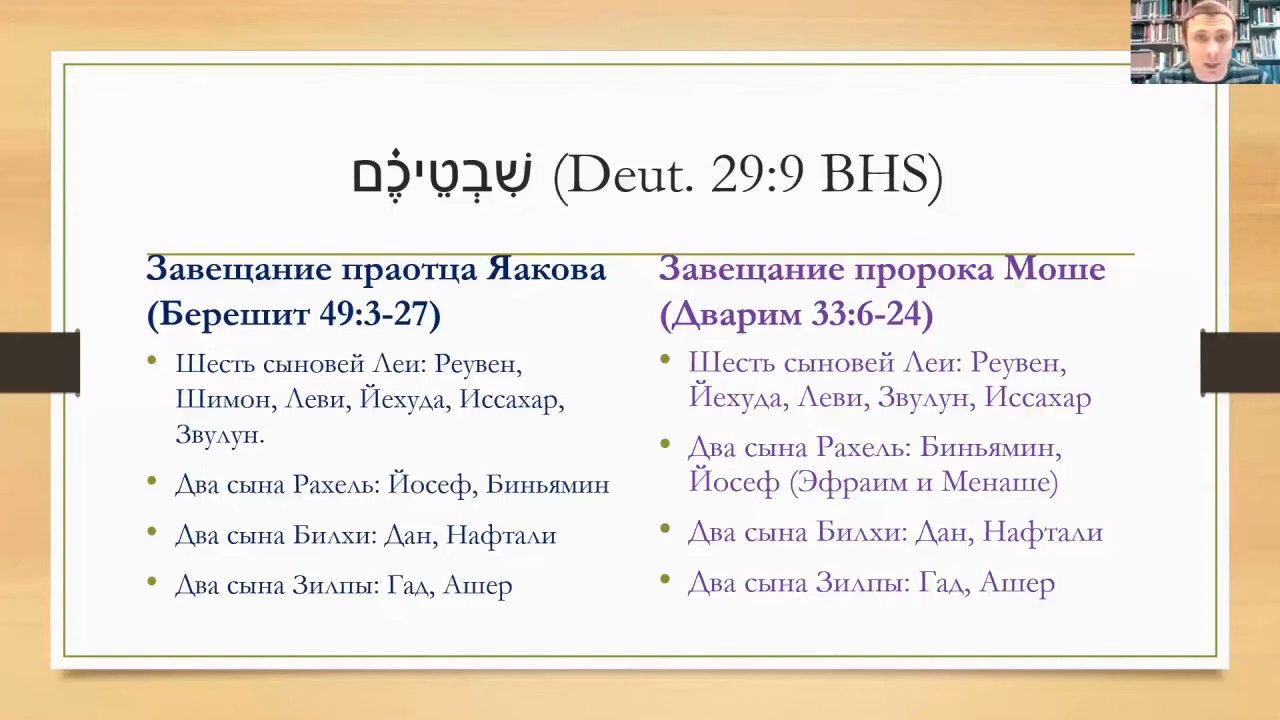 שִׁבְטֵיכֶ֗ם (Deut. 29:9 BHS)
Завещание праотца Яакова
(Берешит 49:3-27)
• Шесть сыновей Леи: Реувен,
Шимон, Леви, Йехуда, Иссахар,
Звулун.
• Два сына Рахель: Йосеф, Биньямин
• Два сына Билхи: Дан, Нафтали
• Два сына Зилпы: Гад, Ашер
Завещание пророка Моше
(Дварим 33:6-24)
• Шесть сыновей Леи: Реувен,
Йехуда, Леви, Звулун, Иссахар
• Два сына Рахель: Биньямин,
Йосеф (Эфраим и Менаше)
• Два сына Билхи: Дан, Нафтали
• Два сына Зилпы: Гад, Ашер